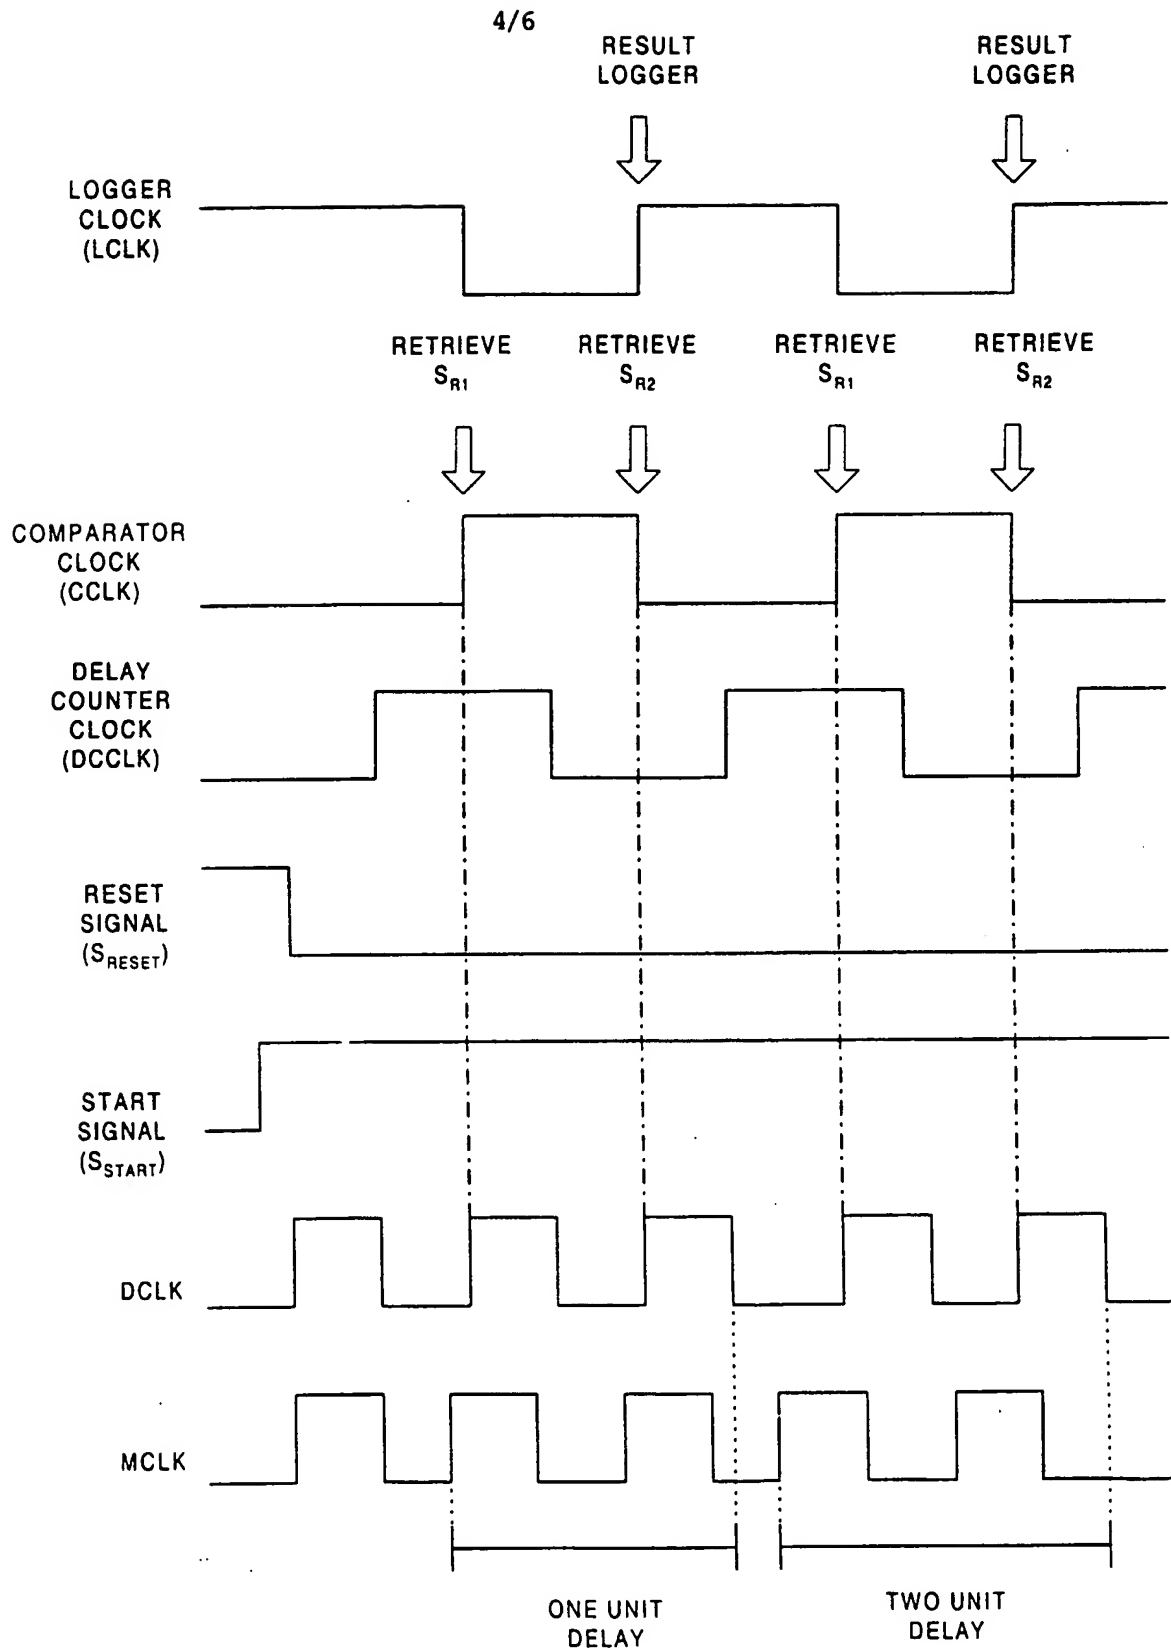 4/6
RESULT
LOGGER
RESULT
LOGGER
LOGGER
CLOCK
(LCLK)
RETRIEVE
SR1
RETRIEVE
SR2
RETRIEVE
SR1
RETRIEVE
SR2
COMPARATOR
CLOCK
(CCLK)
DELAY
COUNTER
CLOCK
(DCCLK)
RESET
SIGNAL
(SRESET)
START
SIGNAL
(SSTART)
DCLK
MCLK
ONE UNIT
DELAY
TWO UNIT
DELAY